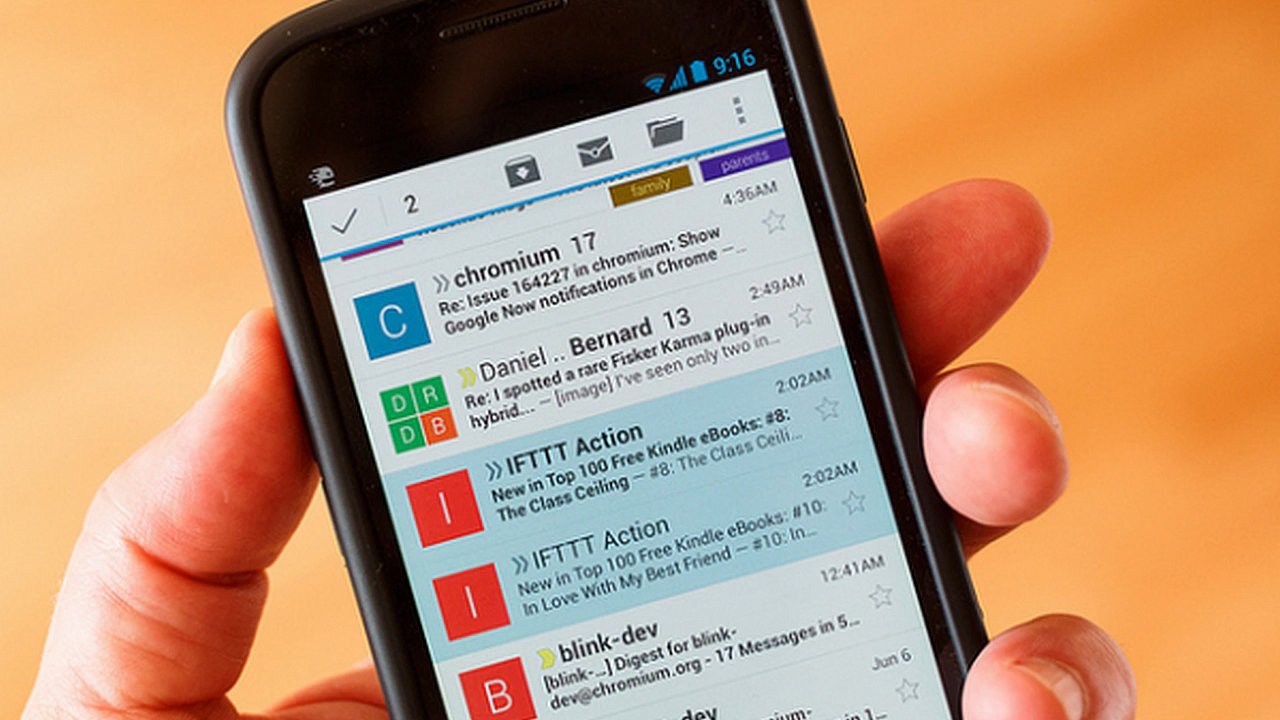 9:16
2
family
parents
4:36AM
chromium 17
Re: Issue 164227 in chromium: Show
Google Now notifications in Chrome —...
C
2:49AM
Daniel .. Bernard 13
Re: I spotted a rare Fisker Karma plug-in
hybrid... — [image] I've seen only two in...
D R
D B
2:02AM
IFTTT Action
New in Top 100 Free Kindle eBooks: #8:
The Class Ceiling — #8: The Class Ceili...
I
2:02AM
IFTTT Action
New in Top 100 Free Kindle eBooks: #10:
In Love With My Best Friend — #10: In...
I
12:41AM
blink-dev
[blink-...] Digest for blink-
dev@chromium.org - 17 Messages in 5...
B
Jun 6